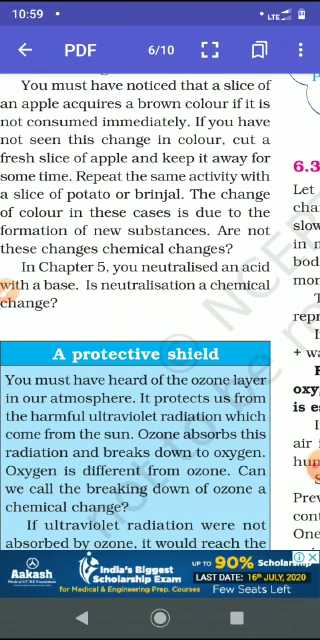 10:59
LTE
PDF
6/10
You must have noticed that a slice of
an apple acquires a brown colour if it is
not consumed immediately. If you have
not seen this change in colour, cut a
fresh slice of apple and keep it away for
some time. Repeat the same activity with
a slice of potato or brinjal. The change
of colour in these cases is due to the
formation of new substances. Are not
these changes chemical changes?
In Chapter 5, you neutralised an acid
with a base. Is neutralisation a chemical
change?
A protective shield
You must have heard of the ozone layer
in our atmosphere. It protects us from
the harmful ultraviolet radiation which
come from the sun. Ozone absorbs this
radiation and breaks down to oxygen.
Oxygen is different from ozone. Can
we call the breaking down of ozone a
chemical change?
If ultraviolet radiation were not
absorbed by ozone, it would reach the
6.3
Let
cha
slow
in m
bod
mor
T
repr
I
+ wa
oxy
is e
I
air i
hum
S
Prev
cont
One
© NCE
not to be re
Aakash
India's Biggest
Scholarship Exam
for Medical & Engineering Prep. Courses
UP TO 90% Scholarship
LAST DATE: 16th JULY, 2020
Few Seats Left